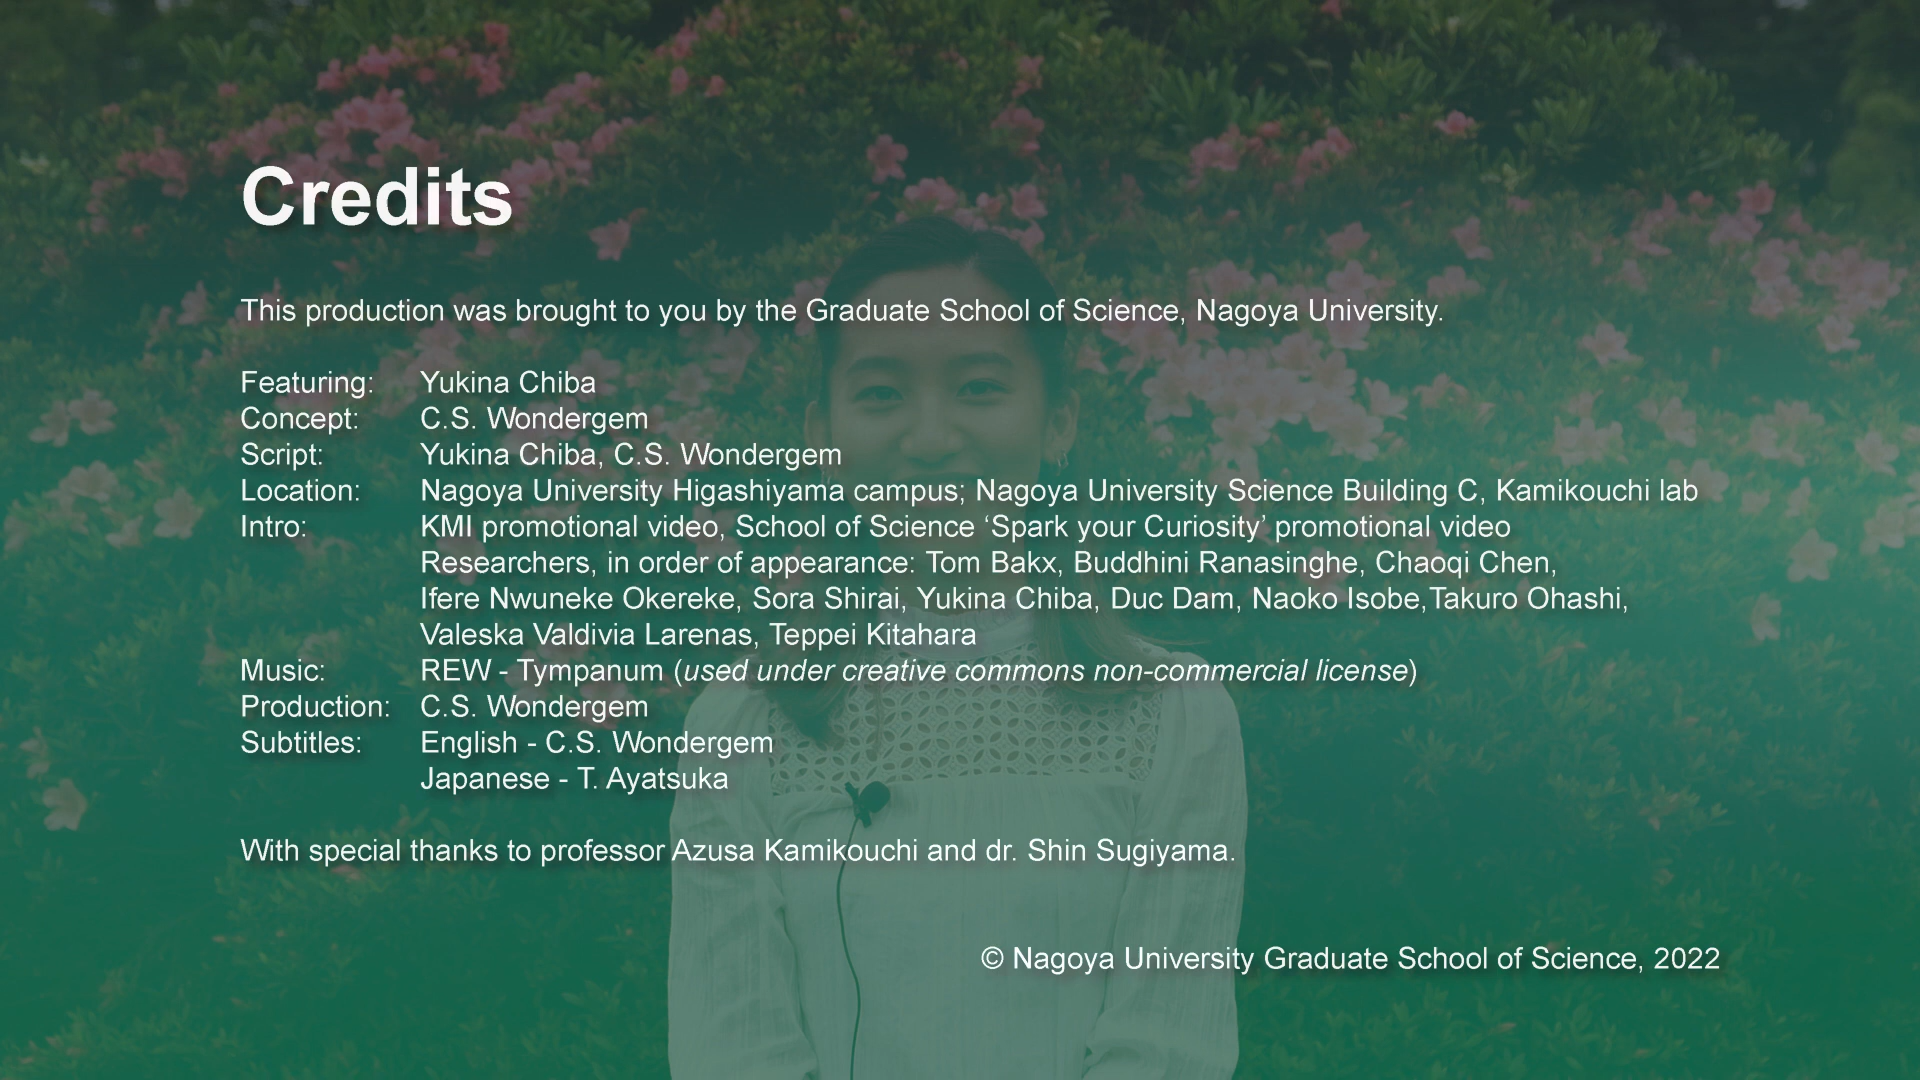 Credits
This production was brought to you by the Graduate School of Science, Nagoya University.
Featuring: Yukina Chiba
Concept: C.S. Wondergem
Script: Yukina Chiba, C.S. Wondergem
Location: Nagoya University Higashiyama campus; Nagoya University Science Building C, Kamikouchi lab
Intro: KMI promotional video, School of Science ‘Spark your Curiosity’ promotional video
Researchers, in order of appearance: Tom Bakx, Buddhini Ranasinghe, Chaoqi Chen,
Ifere Nwuneke Okereke, Sora Shirai, Yukina Chiba, Duc Dam, Naoko Isobe,Takuro Ohashi,
Valeska Valdivia Larenas, Teppei Kitahara
Music: REW - Tympanum (used under creative commons non-commercial license)
Production: C.S. Wondergem
Subtitles: English - C.S. Wondergem
Japanese - T. Ayatsuka
With special thanks to professor Azusa Kamikouchi and dr. Shin Sugiyama.
© Nagoya University Graduate School of Science, 2022